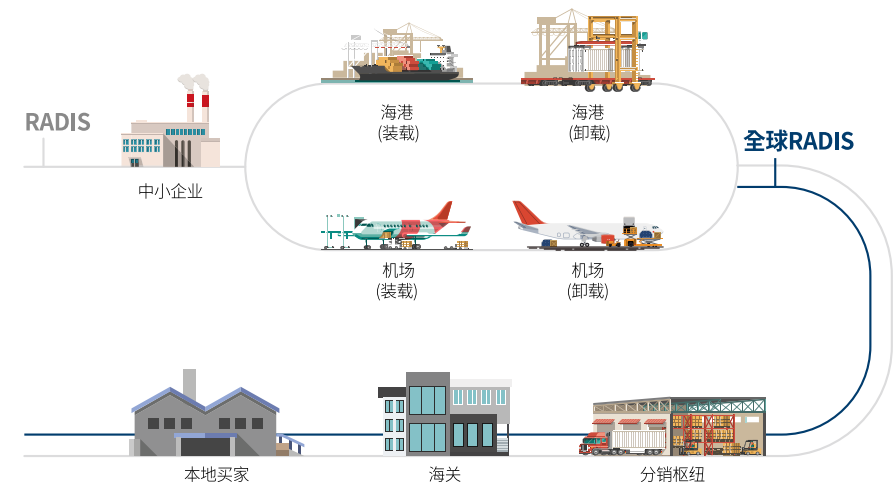 RADIS
中小企业
海港
(装载)
海港
(卸载)
全球RADIS
机场
(装载)
机场
(卸载)
本地买家
海关
分销枢纽